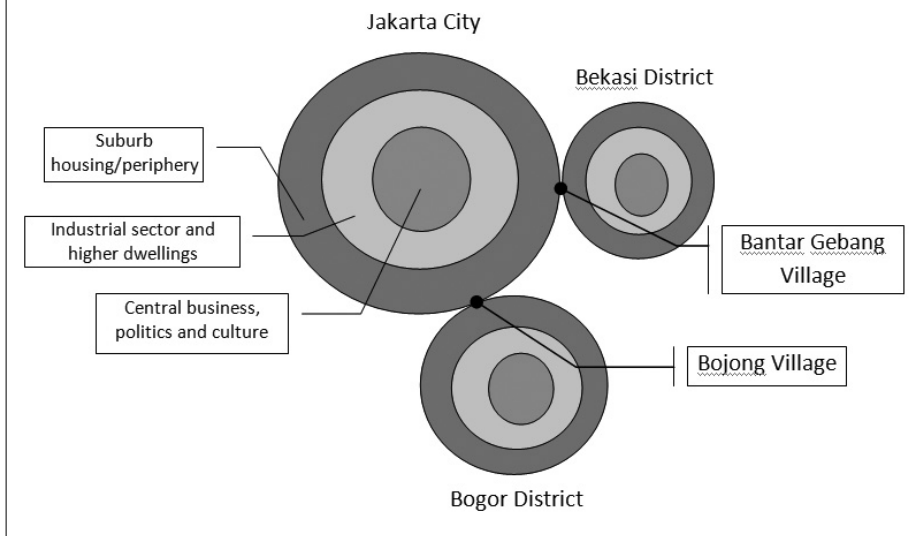 Jakarta City
Bekasi District
Suburb
housing/periphery
Industrial sector and
higher dwellings
Bantar Gebang
Village
Central business,
politics and culture
Bojong Village
Bogor District